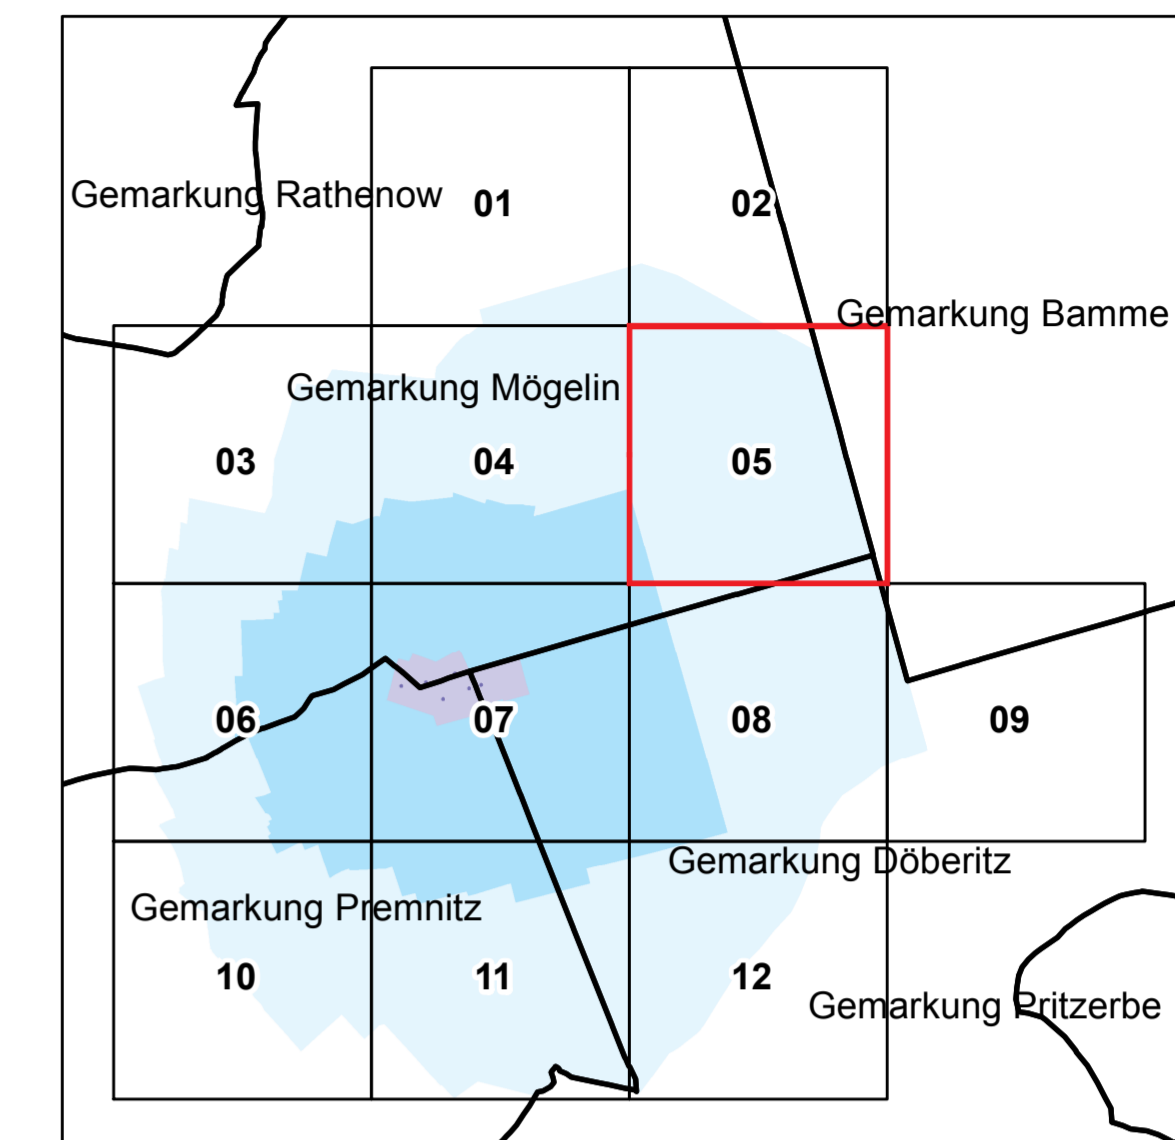 Gemarkung Rathenow
01
02
Gemarkung Bamme
Gemarkung Mögelin
03
04
05
06
07
08
09
Gemarkung Döberitz
Gemarkung Premnitz
10
11
12
Gemarkung Pritzerbe